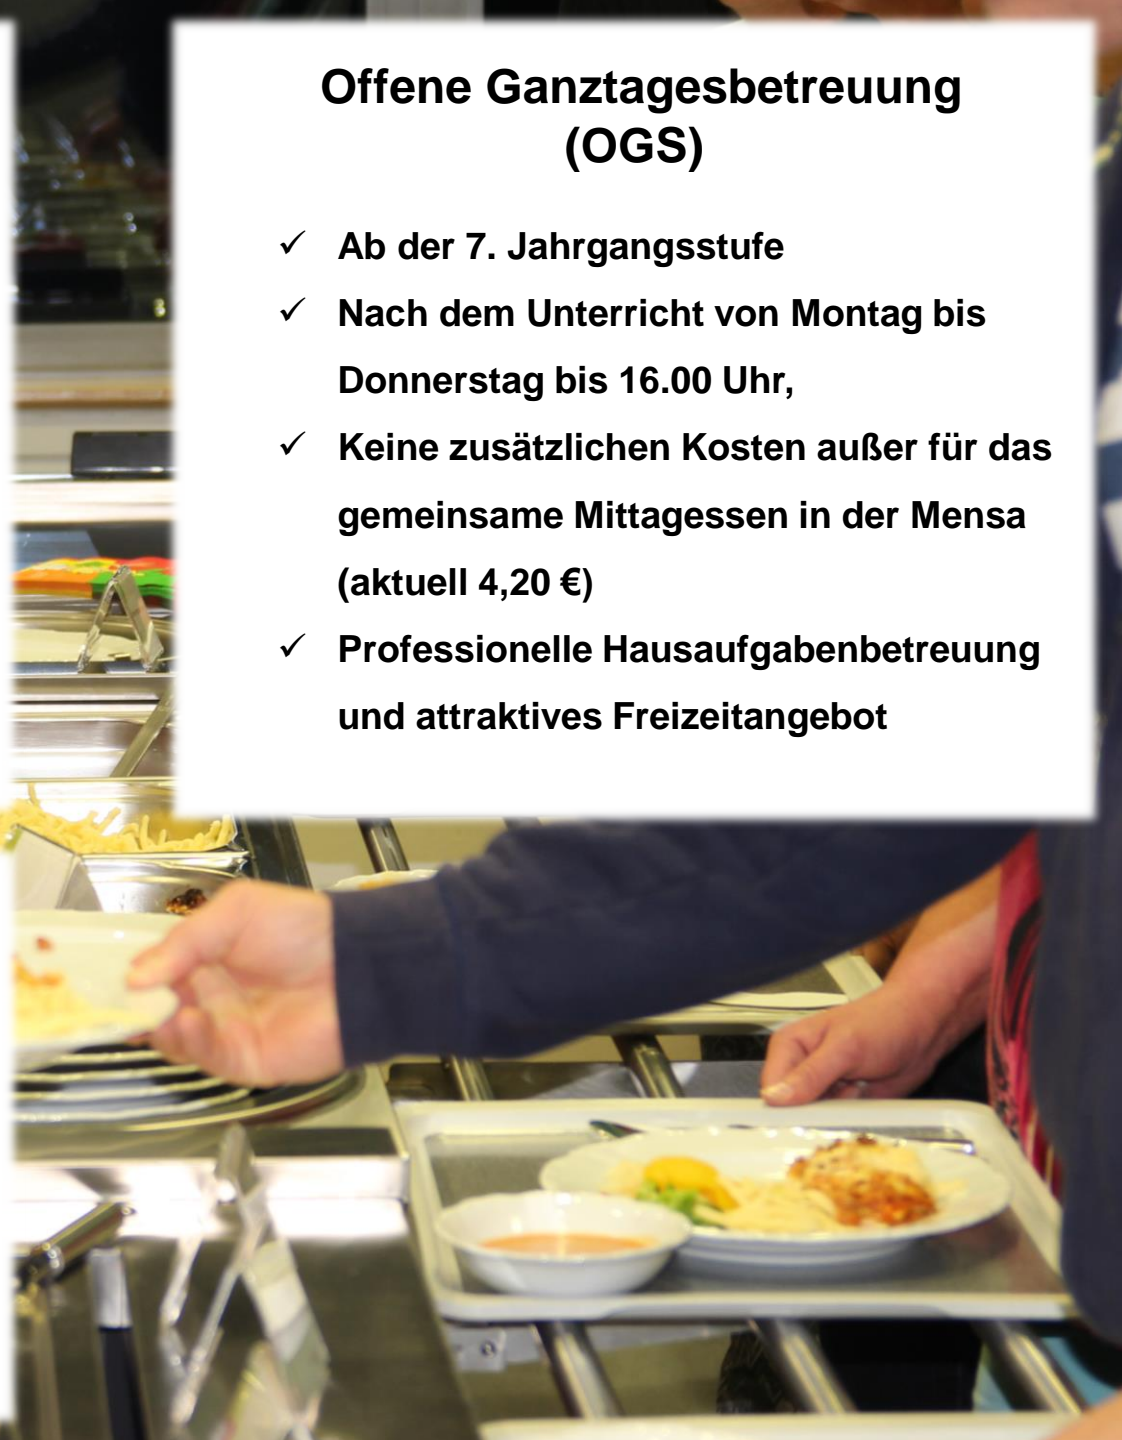 Offene Ganztagesbetreuung
(OGS)
✓ Ab der 7. Jahrgangsstufe
✓ Nach dem Unterricht von Montag bis
Donnerstag bis 16.00 Uhr,
✓ Keine zusätzlichen Kosten außer für das
gemeinsame Mittagessen in der Mensa
(aktuell 4,20 €)
✓ Professionelle Hausaufgabenbetreuung
und attraktives Freizeitangebot